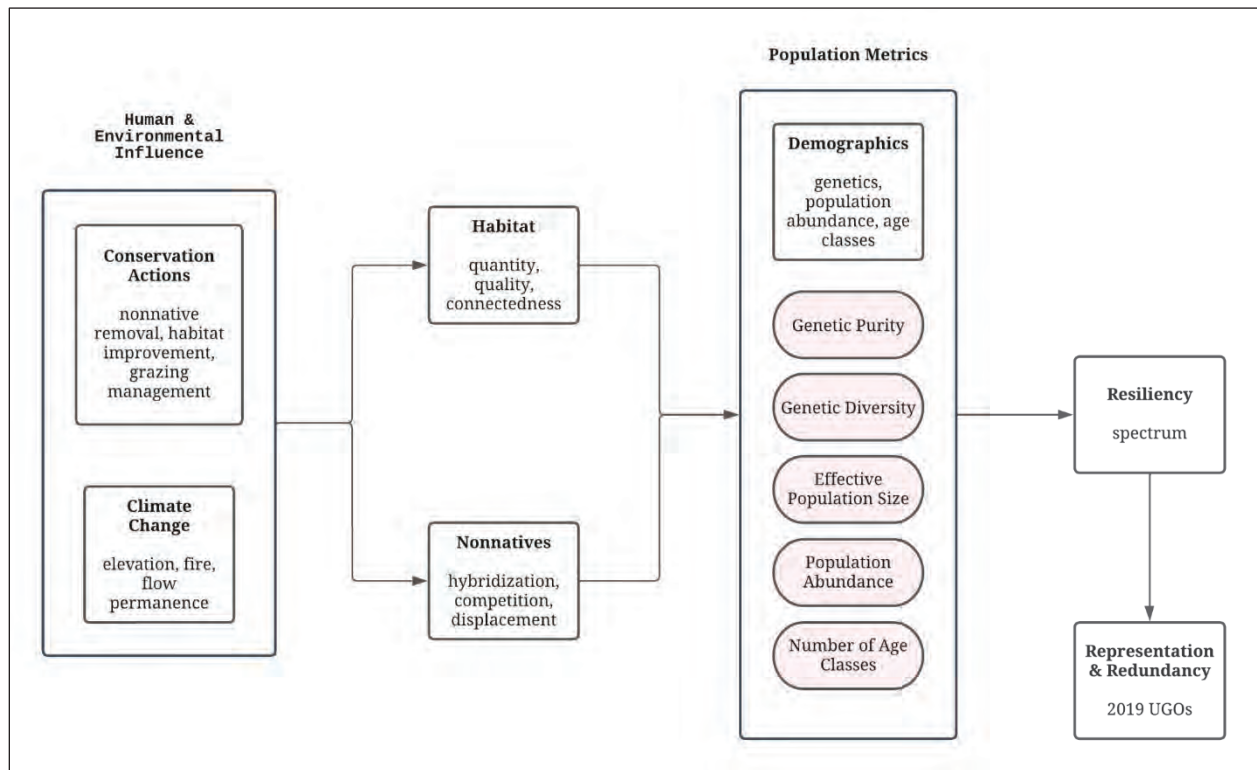 Human &
Environmental
Influence
Conservation
Actions
nonnative
removal, habitat
improvement,
grazing
management
Climate
Change
elevation, fire,
flow
permanence
Habitat
quantity,
quality,
connectedness
Nonnatives
hybridization,
competition,
displacement
Population Metrics
Demographics
genetics,
population
abundance, age
classes
Genetic Purity
Genetic Diversity
Effective
Population Size
Population
Abundance
Number of Age
Classes
Resiliency
spectrum
Representation
& Redundancy
2019 UGOs